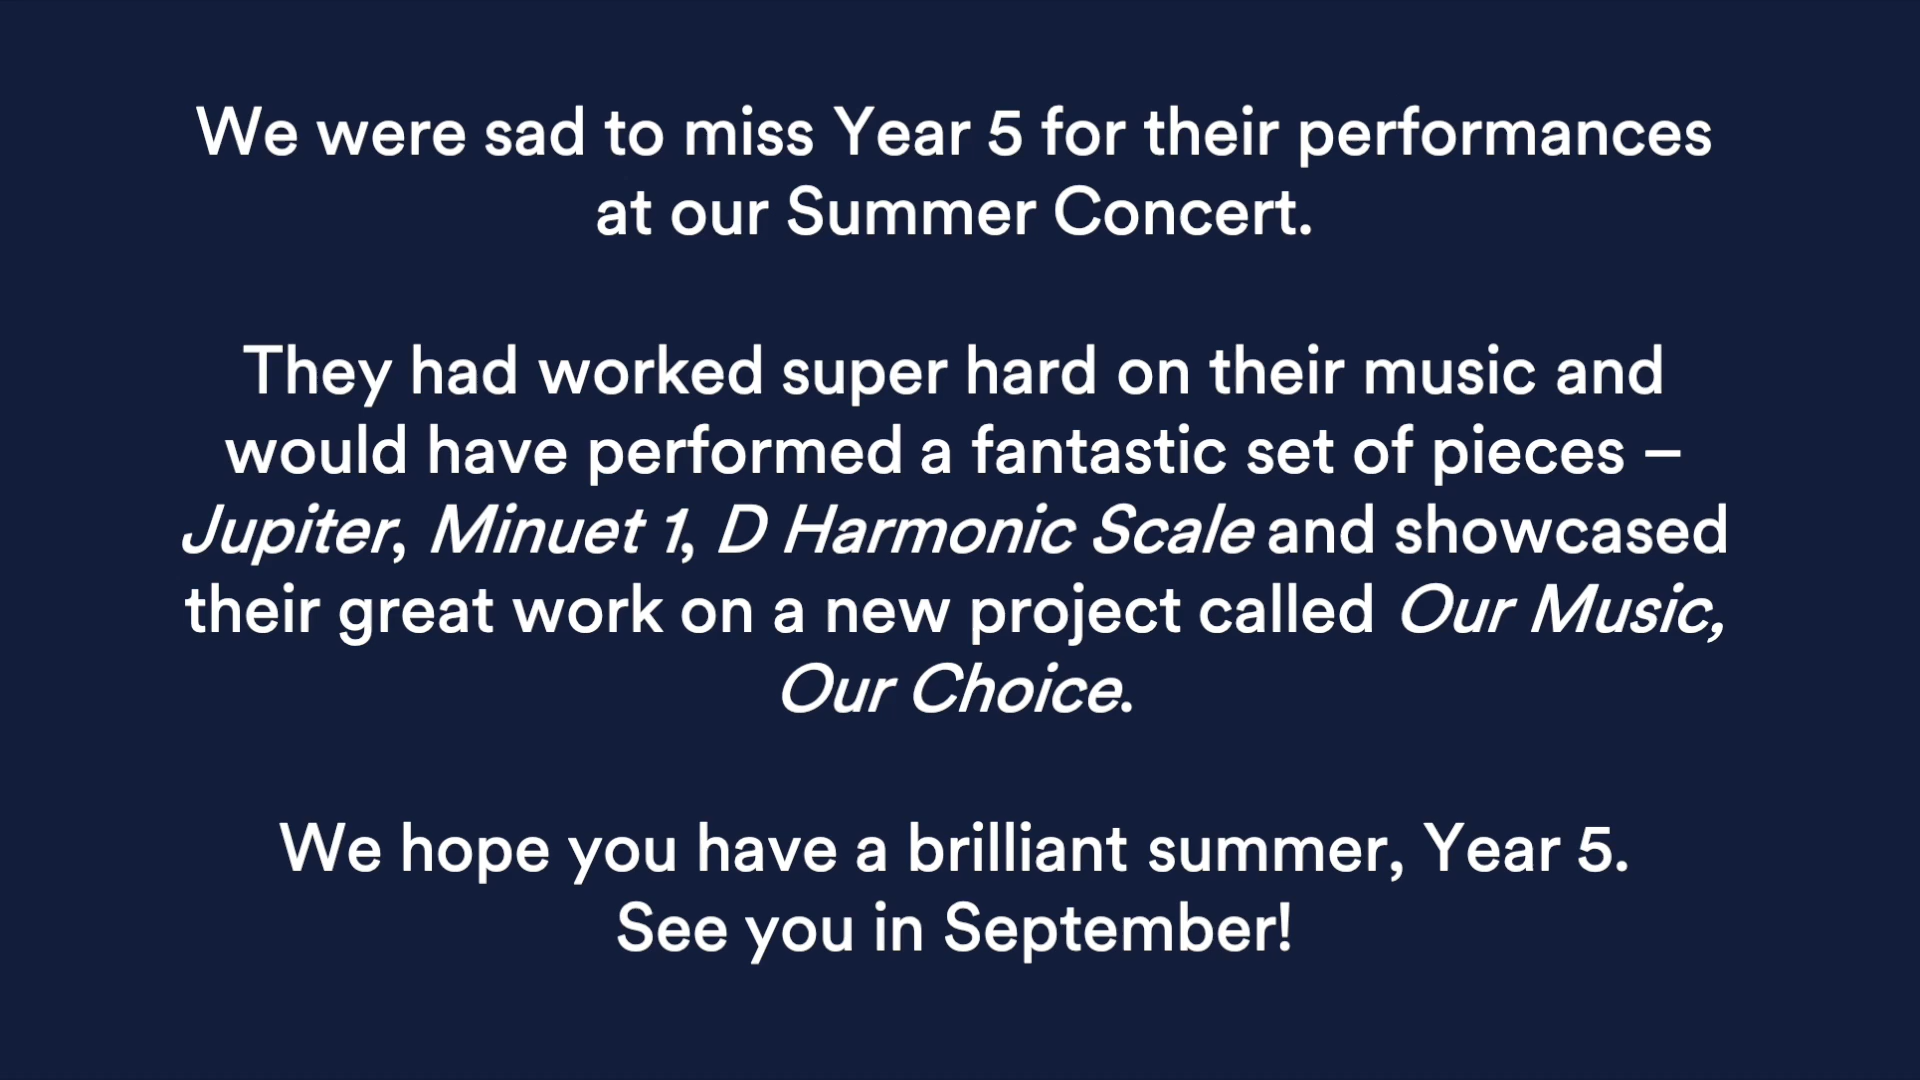 We were sad to miss Year 5 for their performances
at our Summer Concert.
They had worked super hard on their music and
would have performed a fantastic set of pieces –
Jupiter, Minuet 1, D Harmonic Scale and showcased
their great work on a new project called Our Music,
Our Choice.
We hope you have a brilliant summer, Year 5.
See you in September!